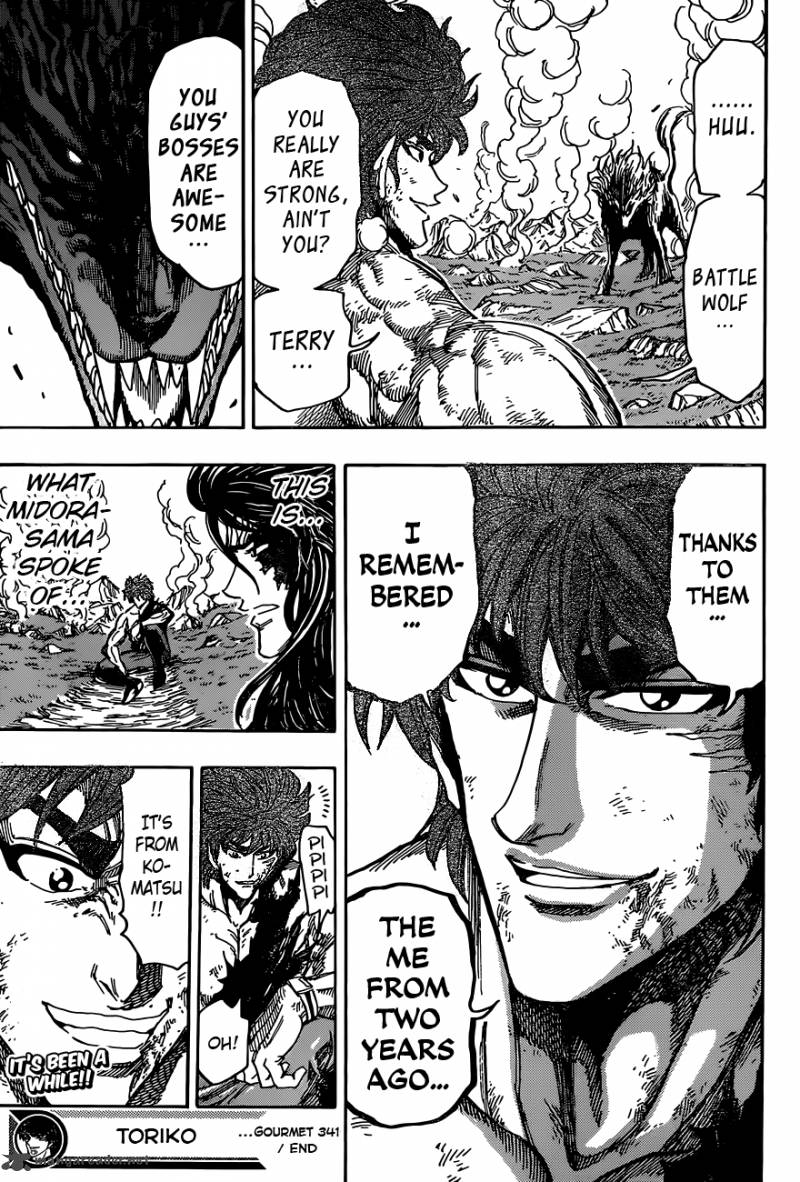 ......
HUU.
BATTLE
WOLF
...
YOU
REALLY
ARE
STRONG,
AIN'T
YOU?
TERRY
...
YOU
GUYS'
BOSSES
ARE
AWE-
SOME
...
THANKS
TO
THEM
...
I
REMEM-
BERED
...
THE
ME
FROM
TWO
YEARS
AGO...
THIS
IS...
WHAT
MIDORA-
SAMA
SPOKE
OF...
PI
PI
PI
PI
OH!
IT'S
FROM
KO-
MATSU
!!
IT'S BEEN A
WHILE!!
TORIKO
...GOURMET 341
/ END
mangareader.net